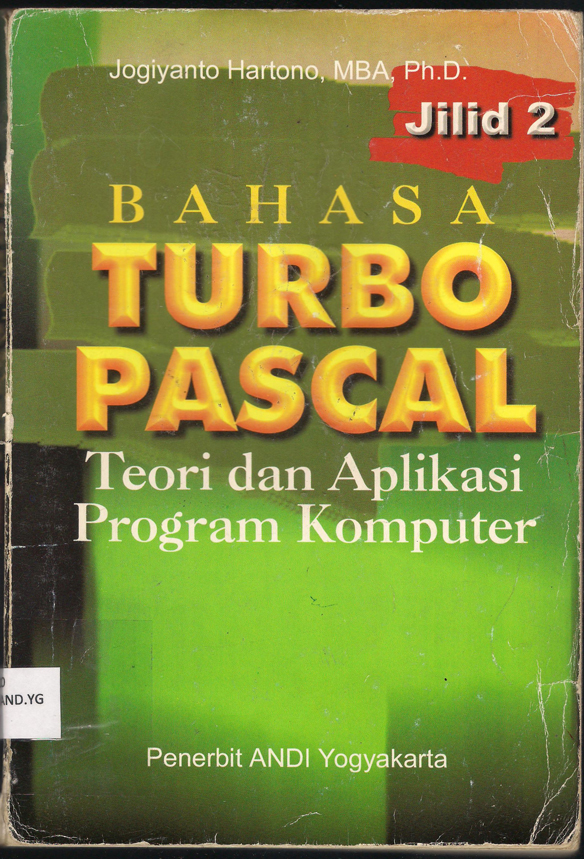 Jogiyanto Hartono, MBA, Ph.D.
Jilid 2
BAHASA
TURBO
PASCAL
Teori dan Aplikasi
Program Komputer
AND.YG
Penerbit ANDI Yogyakarta